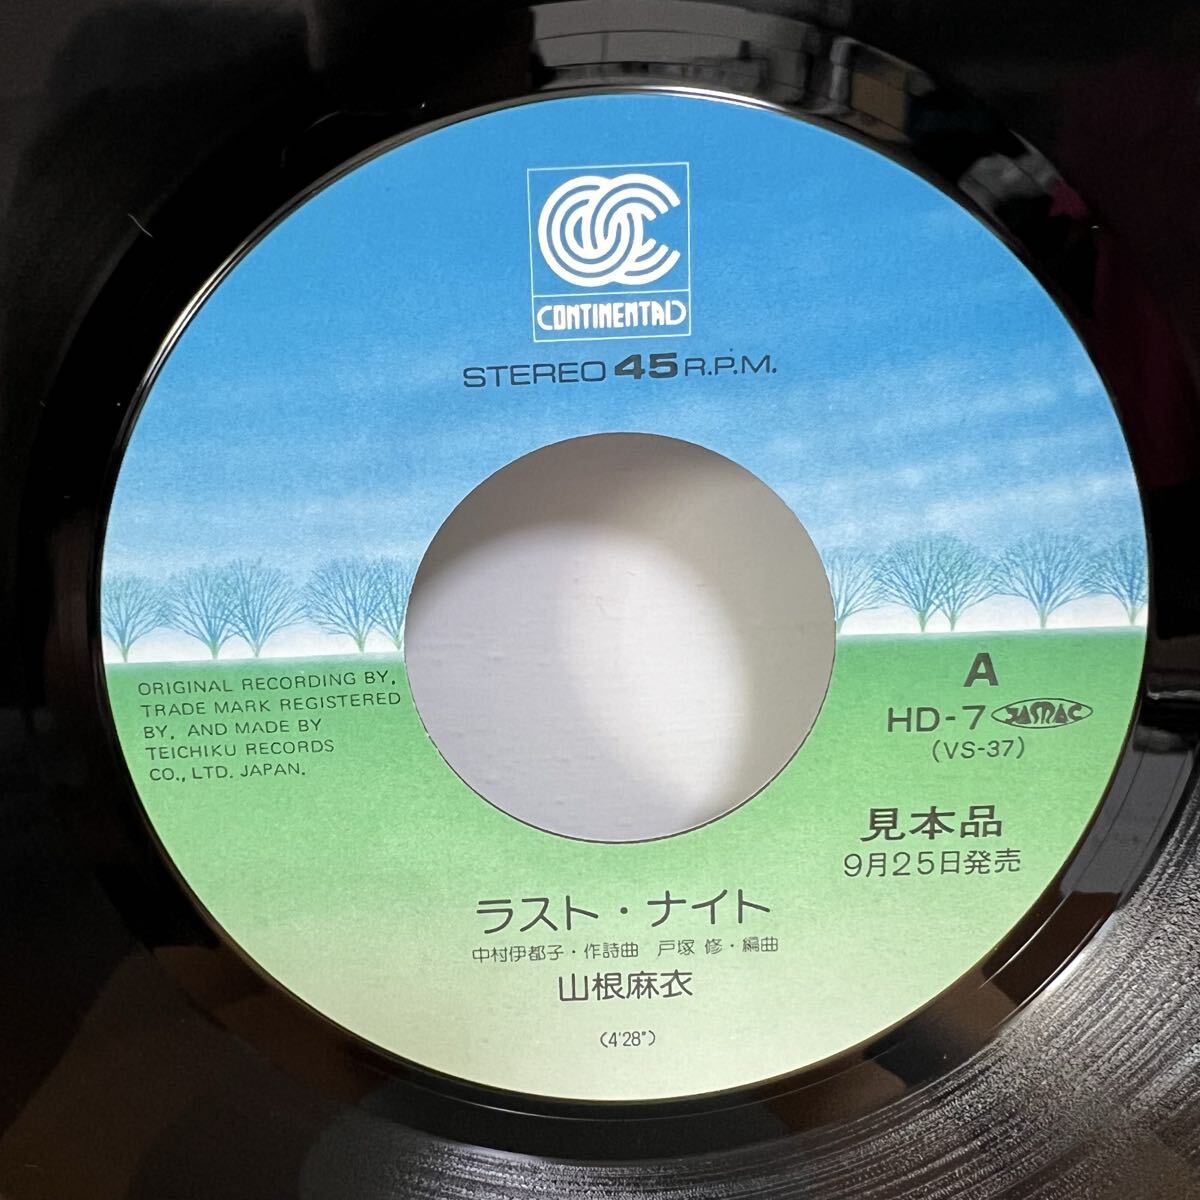 CONTINENTAL
STEREO 45 R.P.M.
ORIGINAL RECORDING BY,
TRADE MARK REGISTERED
BY, AND MADE BY
TEICHIKU RECORDS
CO., LTD. JAPAN.
A
HD-7 JASRAC
(VS-37)
見本品
9月25日発売
ラスト・ナイト
中村伊都子・作詩曲 戸塚 修・編曲
山根麻衣
(4'28")